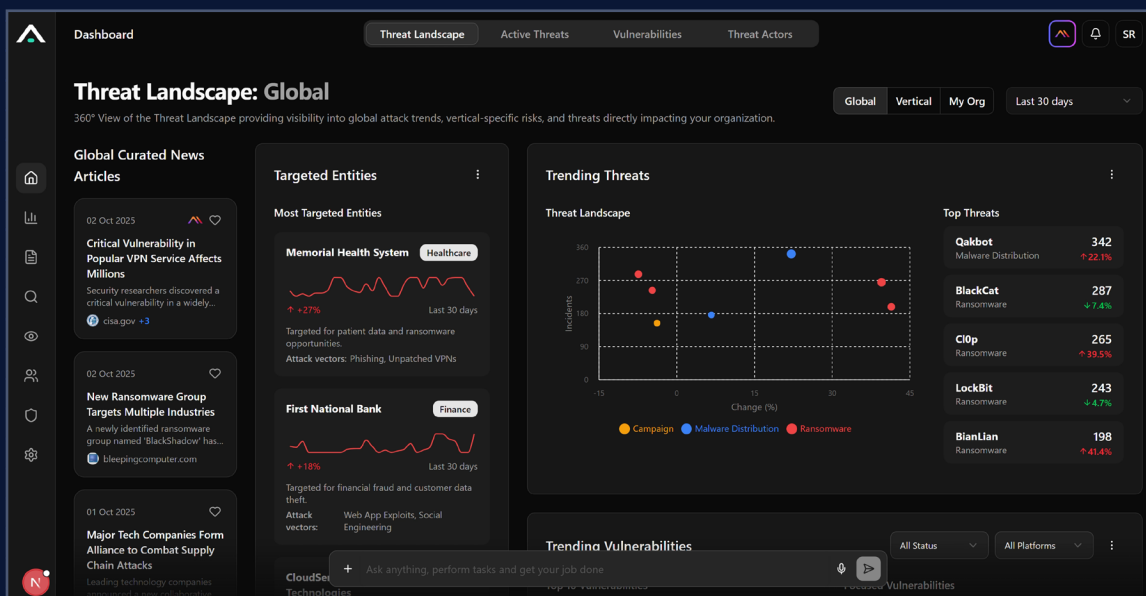 Dashboard
Threat Landscape
Active Threats
Vulnerabilities
Threat Actors
SR
Threat Landscape: Global
360° View of the Threat Landscape providing visibility into global attack trends, vertical-specific risks, and threats directly impacting your organization.
Global
Vertical
My Org
Last 30 days
Global Curated News
Articles
02 Oct 2025
Critical Vulnerability in
Popular VPN Service Affects
Millions
Security researchers discovered a
critical vulnerability in a widely...
cisa.gov +3
02 Oct 2025
New Ransomware Group
Targets Multiple Industries
A newly identified ransomware
group named 'BlackShadow' has...
bleepingcomputer.com
01 Oct 2025
Major Tech Companies Form
Alliance to Combat Supply
Chain Attacks
Leading technology companies
announced a new collaborative
N
Targeted Entities
Most Targeted Entities
Memorial Health System
Healthcare
↑ +27%
Last 30 days
Targeted for patient data and ransomware
opportunities.
Attack vectors: Phishing, Unpatched VPNs
First National Bank
Finance
↑ +18%
Last 30 days
Targeted for financial fraud and customer data
theft.
Attack
vectors:
Web App Exploits, Social
Engineering
Technologies
Trending Threats
Threat Landscape
Incidents
360
270
180
90
0
-15
0
15
30
45
Change (%)
Campaign
Malware Distribution
Ransomware
Top Threats
Qakbot
342
Malware Distribution
↑22.1%
BlackCat
287
Ransomware
↓7.4%
Cl0p
265
Ransomware
↑39.5%
LockBit
243
Ransomware
↓4.7%
BianLian
198
Ransomware
↑41.4%
Trending Vulnerabilities
All Status
All Platforms
Vulnerabilities
Ask anything, perform tasks and get your job done